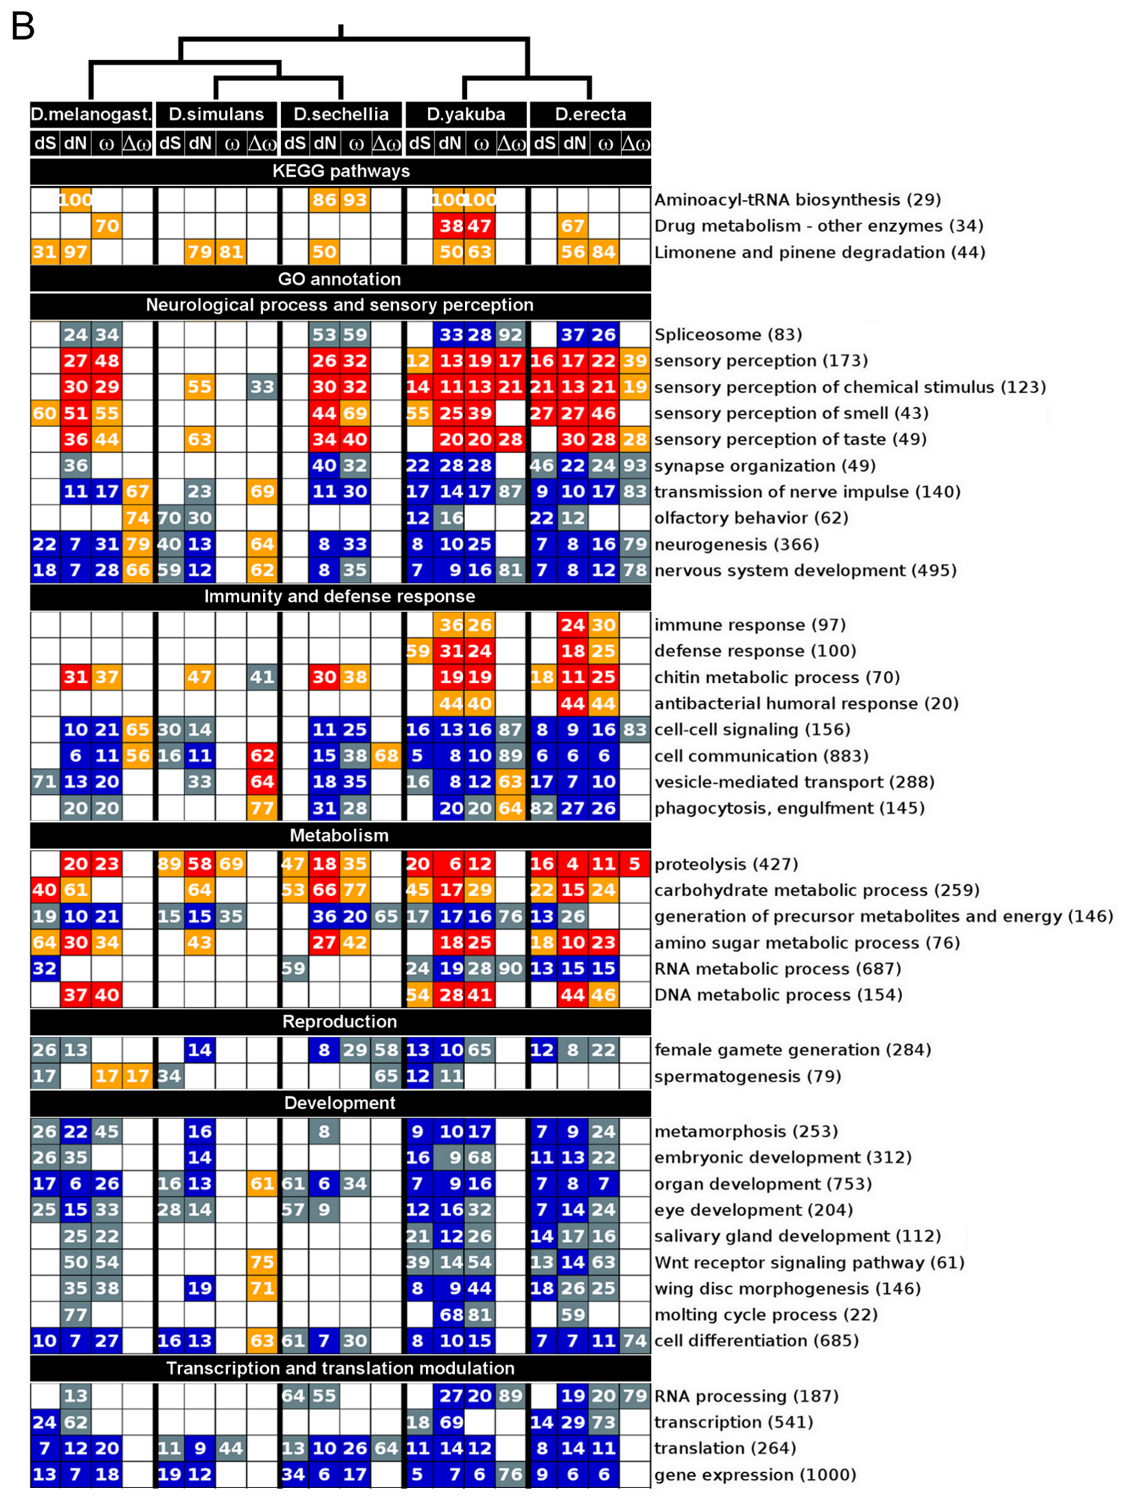 B
D.melanogast. D.simulans D.sechellia D.yakuba D.erecta
dS dN ω Δω dS dN ω Δω dS dN ω Δω dS dN ω Δω dS dN ω Δω
KEGG pathways
100 86 93 100 100 Aminoacyl-tRNA biosynthesis (29)
70 38 47 67 Drug metabolism - other enzymes (34)
31 97 79 81 50 50 63 56 84 Limonene and pinene degradation (44)
GO annotation
Neurological process and sensory perception
24 34 53 59 33 28 92 37 26 Spliceosome (83)
27 48 26 32 12 13 19 17 16 17 22 39 sensory perception (173)
30 29 55 33 30 32 14 11 13 21 21 13 21 19 sensory perception of chemical stimulus (123)
60 51 55 44 69 55 25 39 27 27 46 sensory perception of smell (43)
36 44 63 34 40 20 20 28 30 28 28 sensory perception of taste (49)
36 40 32 22 28 28 46 22 24 93 synapse organization (49)
11 17 67 23 69 11 30 17 14 17 87 9 10 17 83 transmission of nerve impulse (140)
74 70 30 12 16 22 12 olfactory behavior (62)
22 7 31 79 40 13 64 8 33 8 10 25 7 8 16 79 neurogenesis (366)
18 7 28 66 59 12 62 8 35 7 9 16 81 7 8 12 78 nervous system development (495)
Immunity and defense response
36 26 24 30 immune response (97)
59 31 24 18 25 defense response (100)
31 37 47 41 30 38 19 19 18 11 25 chitin metabolic process (70)
44 40 44 44 antibacterial humoral response (20)
10 21 65 30 14 11 25 16 13 16 87 8 9 16 83 cell-cell signaling (156)
6 11 56 16 11 62 15 38 68 5 8 10 89 6 6 6 cell communication (883)
71 13 20 33 64 18 35 16 8 12 63 17 7 10 vesicle-mediated transport (288)
20 20 77 31 28 20 20 64 82 27 26 phagocytosis, engulfment (145)
Metabolism
20 23 89 58 69 47 18 35 20 6 12 16 4 11 5 proteolysis (427)
40 61 64 53 66 77 45 17 29 22 15 24 carbohydrate metabolic process (259)
19 10 21 15 15 35 36 20 65 17 17 16 76 13 26 generation of precursor metabolites and energy (146)
64 30 34 43 27 42 18 25 18 10 23 amino sugar metabolic process (76)
32 59 24 19 28 90 13 15 15 RNA metabolic process (687)
37 40 54 28 41 44 46 DNA metabolic process (154)
Reproduction
26 13 14 8 29 58 13 10 65 12 8 22 female gamete generation (284)
17 17 17 34 65 12 11 spermatogenesis (79)
Development
26 22 45 16 8 9 10 17 7 9 24 metamorphosis (253)
26 35 14 16 9 68 11 13 22 embryonic development (312)
17 6 26 16 13 61 61 6 34 7 9 16 7 8 7 organ development (753)
25 15 33 28 14 57 9 12 16 32 7 14 24 eye development (204)
25 22 21 12 26 14 17 16 salivary gland development (112)
50 54 75 39 14 54 13 14 63 Wnt receptor signaling pathway (61)
35 38 19 71 8 9 44 18 26 25 wing disc morphogenesis (146)
77 68 81 59 molting cycle process (22)
10 7 27 16 13 63 61 7 30 8 10 15 7 7 11 74 cell differentiation (685)
Transcription and translation modulation
13 64 55 27 20 89 19 20 79 RNA processing (187)
24 62 18 69 14 29 73 transcription (541)
7 12 20 11 9 44 13 10 26 64 11 14 12 8 14 11 translation (264)
13 7 18 19 12 34 6 17 5 7 6 76 9 6 6 gene expression (1000)